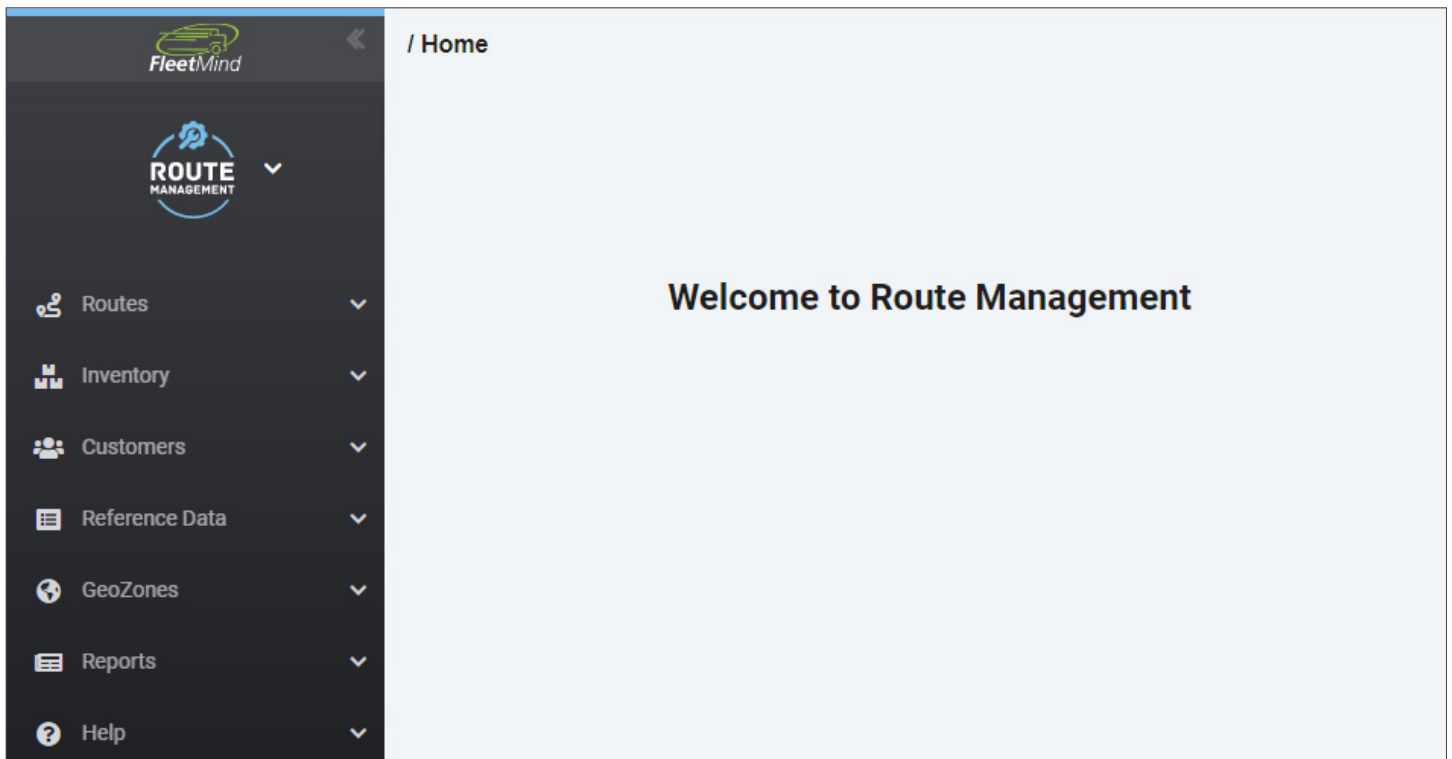 FleetMind
/ Home
ROUTE
MANAGEMENT
Welcome to Route Management
Routes
Inventory
Customers
Reference Data
GeoZones
Reports
Help